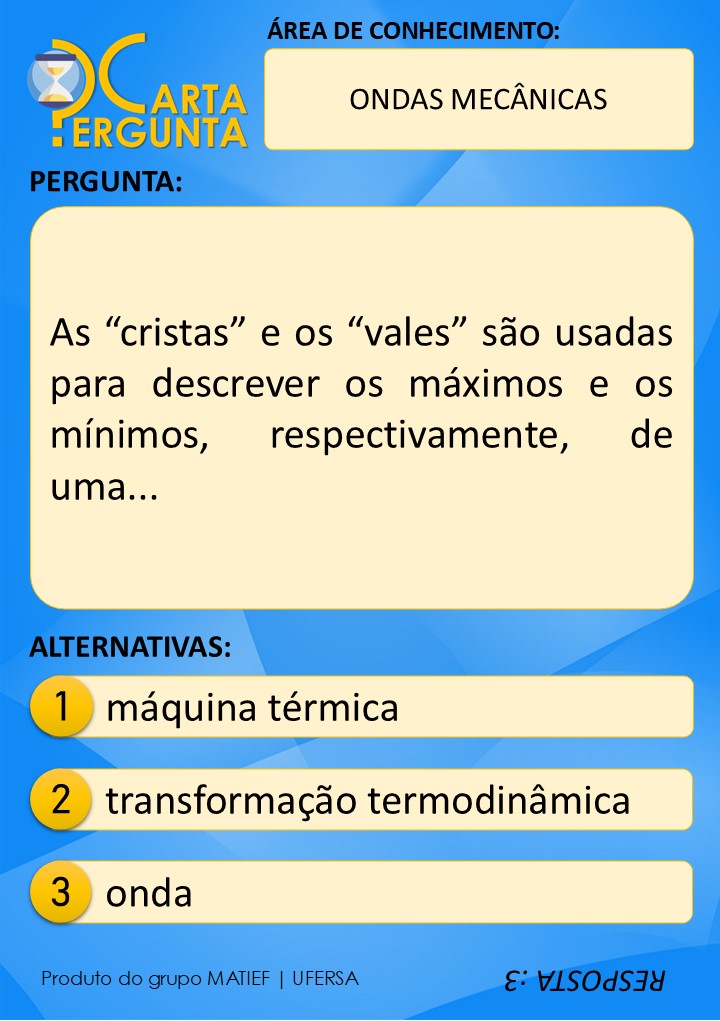 CARTA
PERGUNTA
ÁREA DE CONHECIMENTO:
ONDAS MECÂNICAS
PERGUNTA:
As “cristas” e os “vales” são usadas
para descrever os máximos e os
mínimos, respectivamente, de
uma...
ALTERNATIVAS:
1 máquina térmica
2 transformação termodinâmica
3 onda
Produto do grupo MATIEF | UFERSA
RESPOSTA :3